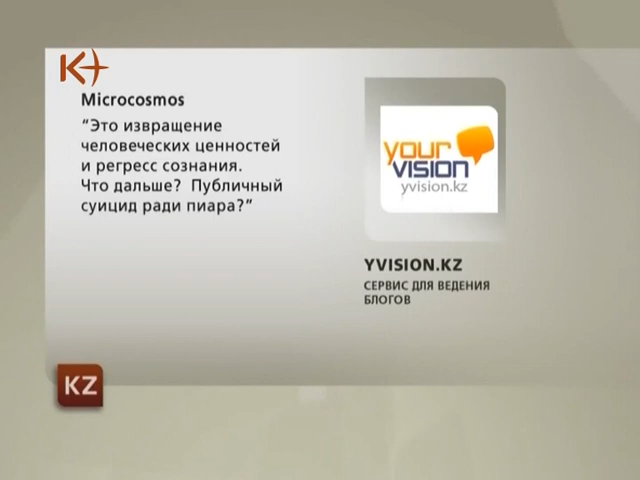 K+
Microcosmos
“Это извращение
человеческих ценностей
и регресс сознания.
Что дальше? Публичный
суицид ради пиара?”
your
vision
yvision.kz
YVISION.KZ
СЕРВИС ДЛЯ ВЕДЕНИЯ
БЛОГОВ
KZ